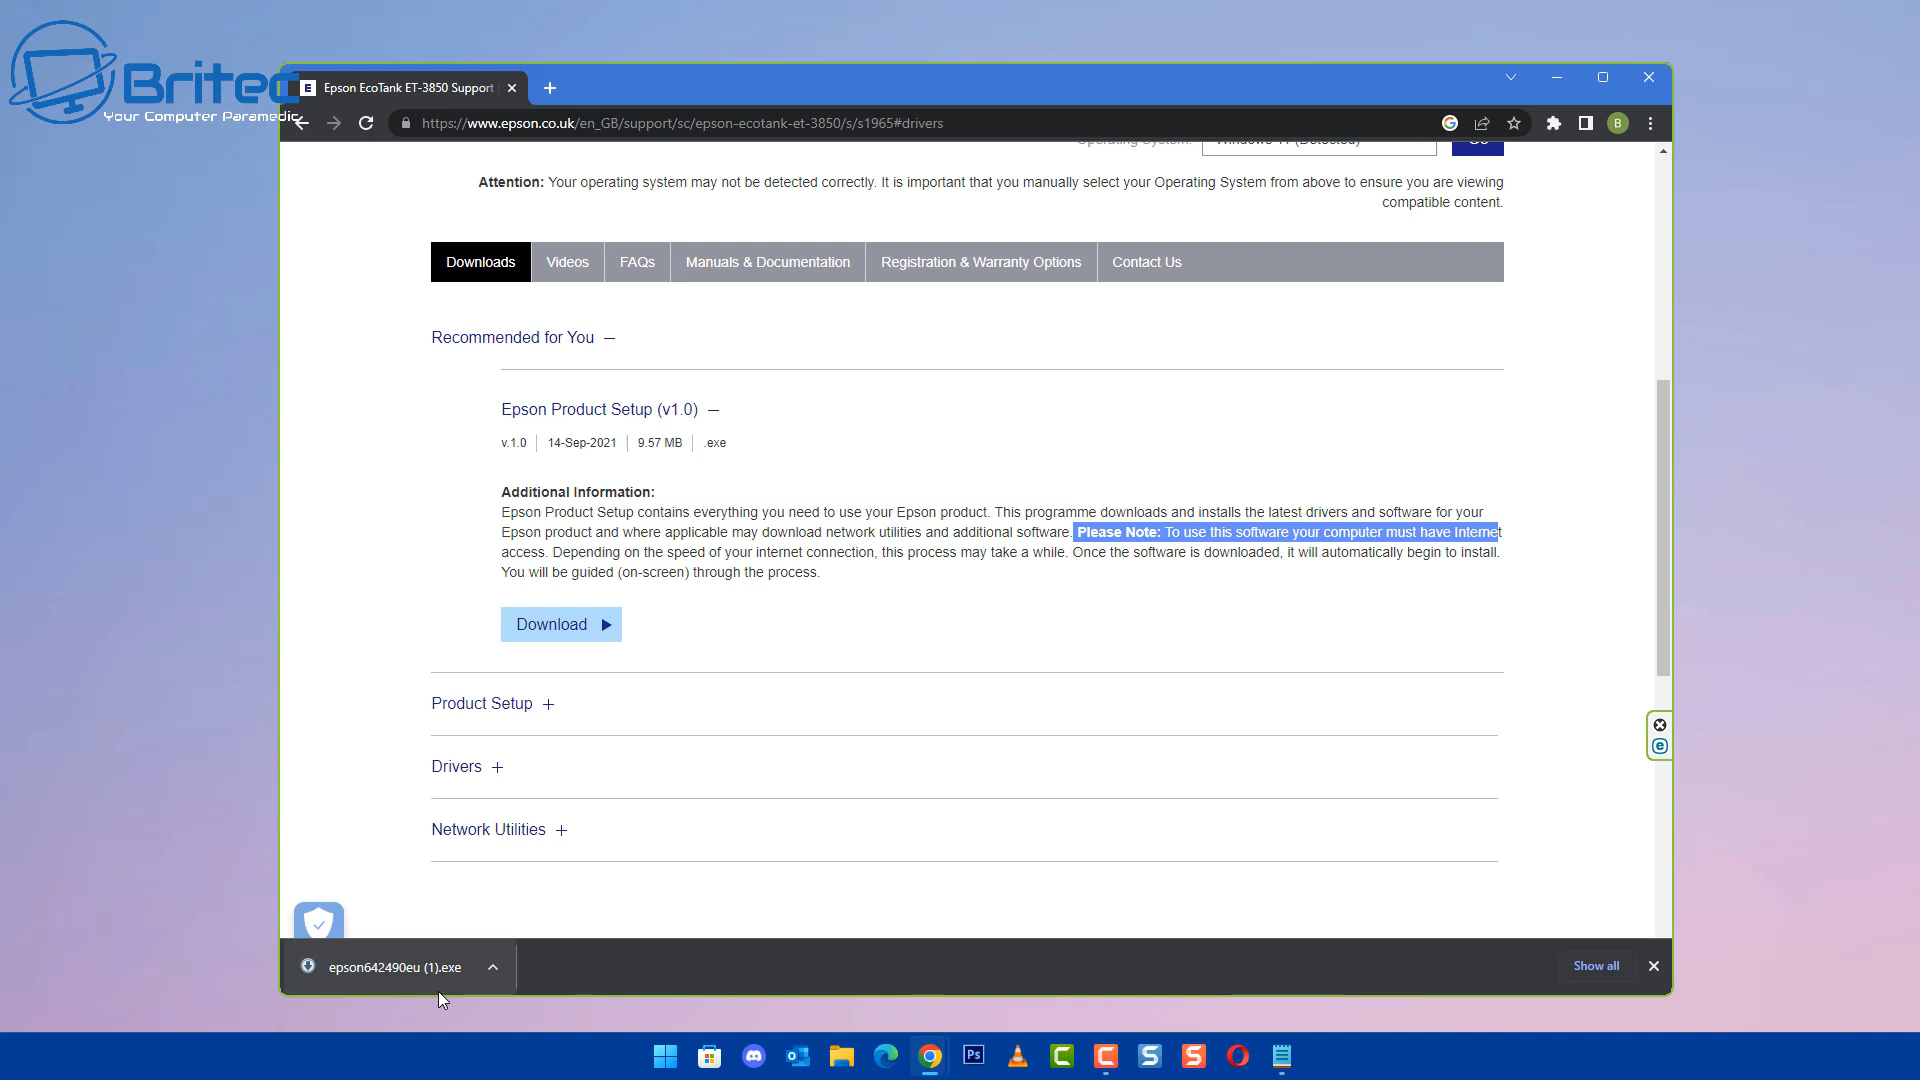 Britec
Your Computer Paramedic
E Epson EcoTank ET-3850 Support
https://www.epson.co.uk/en_GB/support/sc/epson-ecotank-et-3850/s/s1965#drivers
B
Operating System: Windows 11 (Detected) Go
Attention: Your operating system may not be detected correctly. It is important that you manually select your Operating System from above to ensure you are viewing
compatible content.
Downloads Videos FAQs Manuals & Documentation Registration & Warranty Options Contact Us
Recommended for You —
Epson Product Setup (v1.0) —
v.1.0 14-Sep-2021 9.57 MB .exe
Additional Information:
Epson Product Setup contains everything you need to use your Epson product. This programme downloads and installs the latest drivers and software for your
Epson product and where applicable may download network utilities and additional software. Please Note: To use this software your computer must have Internet
access. Depending on the speed of your internet connection, this process may take a while. Once the software is downloaded, it will automatically begin to install.
You will be guided (on-screen) through the process.
Download
Product Setup +
Drivers +
Network Utilities +
epson642490eu (1).exe
Show all
Ps